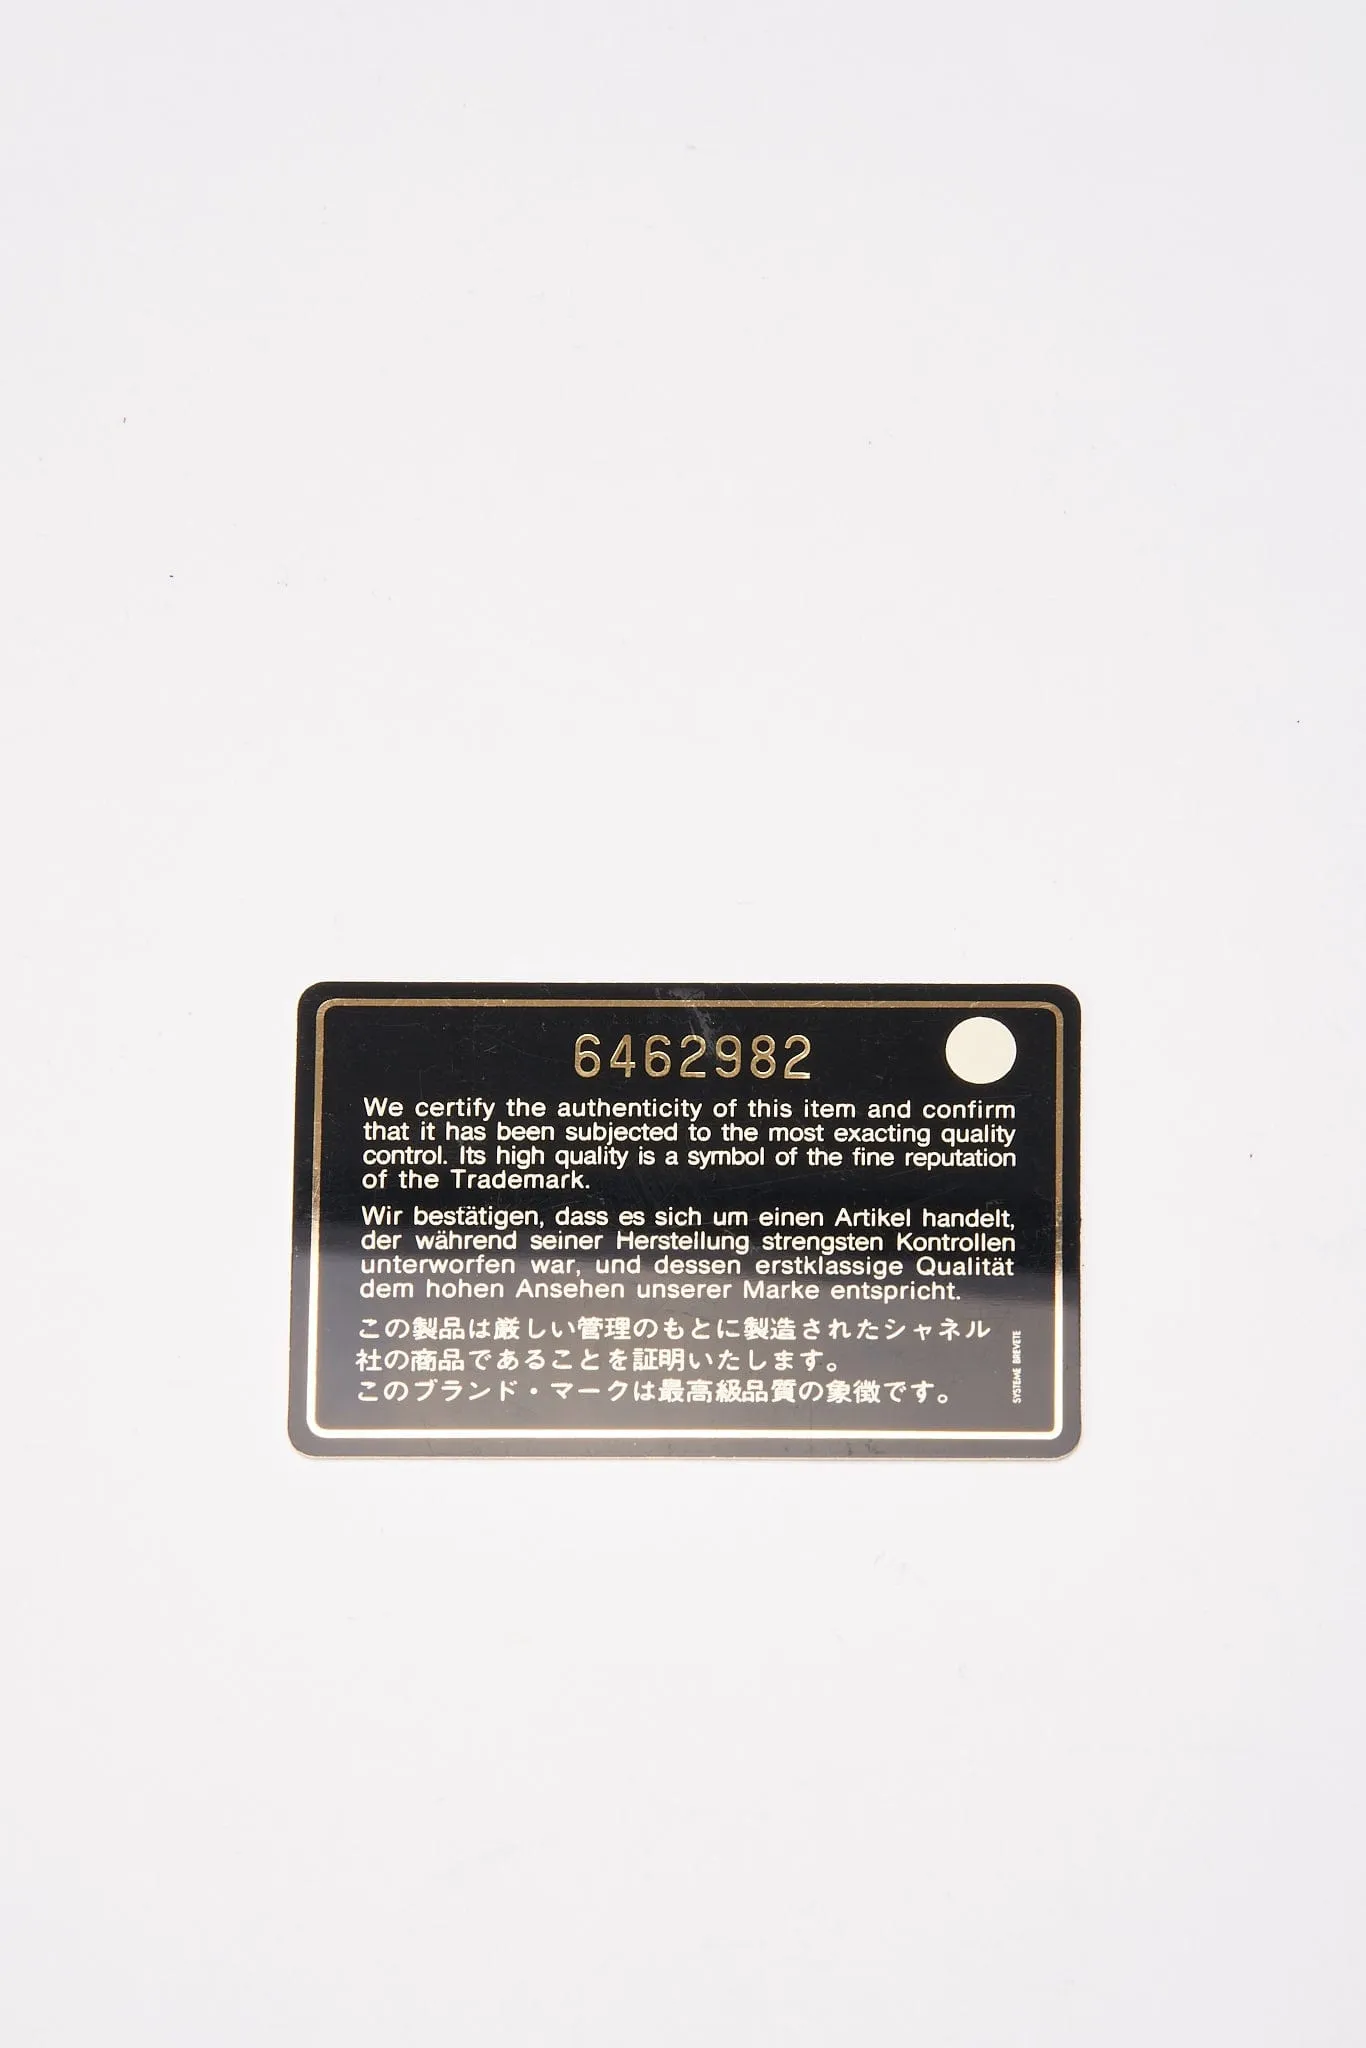 6462982
We certify the authenticity of this item and confirm
that it has been subjected to the most exacting quality
control. Its high quality is a symbol of the fine reputation
of the Trademark.
Wir bestätigen, dass es sich um einen Artikel handelt,
der während seiner Herstellung strengsten Kontrollen
unterworfen war, und dessen erstklassige Qualität
dem hohen Ansehen unserer Marke entspricht.
この製品は厳しい管理のもとに製造されたシャネル
社の商品であることを証明いたします。
このブランド・マークは最高級品質の象徴です。
SYSTEME BREVETE